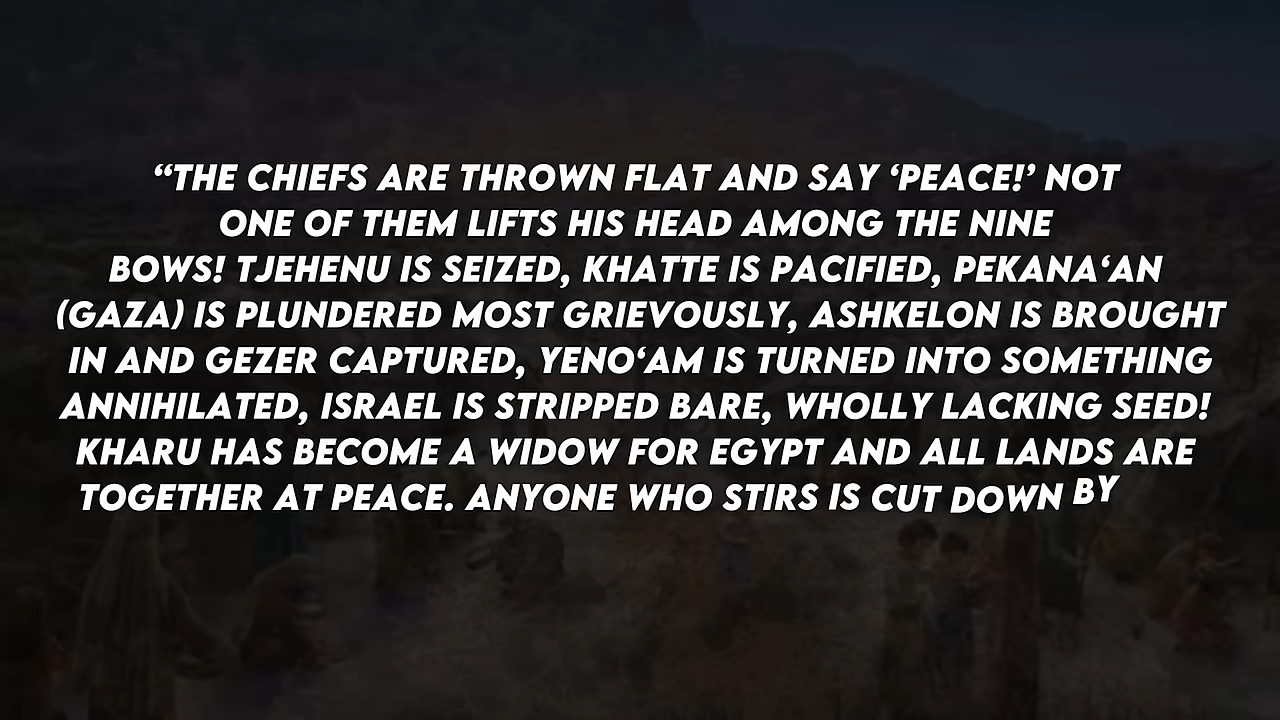 “THE CHIEFS ARE THROWN FLAT AND SAY ‘PEACE!’ NOT
ONE OF THEM LIFTS HIS HEAD AMONG THE NINE
BOWS! TJEHENU IS SEIZED, KHATTE IS PACIFIED, PEKANA‘AN
(GAZA) IS PLUNDERED MOST GRIEVOUSLY, ASHKELON IS BROUGHT
IN AND GEZER CAPTURED, YENO‘AM IS TURNED INTO SOMETHING
ANNIHILATED, ISRAEL IS STRIPPED BARE, WHOLLY LACKING SEED!
KHARU HAS BECOME A WIDOW FOR EGYPT AND ALL LANDS ARE
TOGETHER AT PEACE. ANYONE WHO STIRS IS CUT DOWN BY